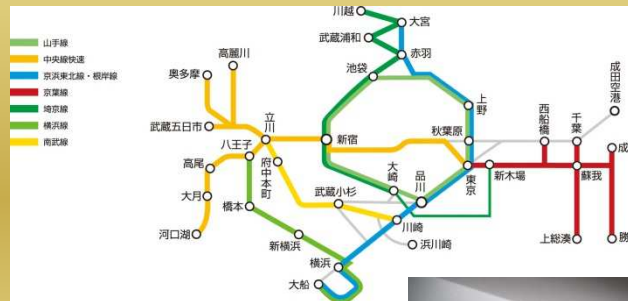 山手線
中央線快速
京浜東北線・根岸線
京葉線
埼京線
横浜線
南武線
川越
大宮
武蔵浦和
赤羽
高麗川
奥多摩
池袋
上野
成田空港
武蔵五日市
立川
新宿
秋葉原
西船橋
千葉
成
八王子
高尾
府中本町
大崎
品川
東京
新木場
蘇我
大月
武蔵小杉
橋本
川崎
河口湖
新横浜
浜川崎
上総湊
勝
横浜
大船